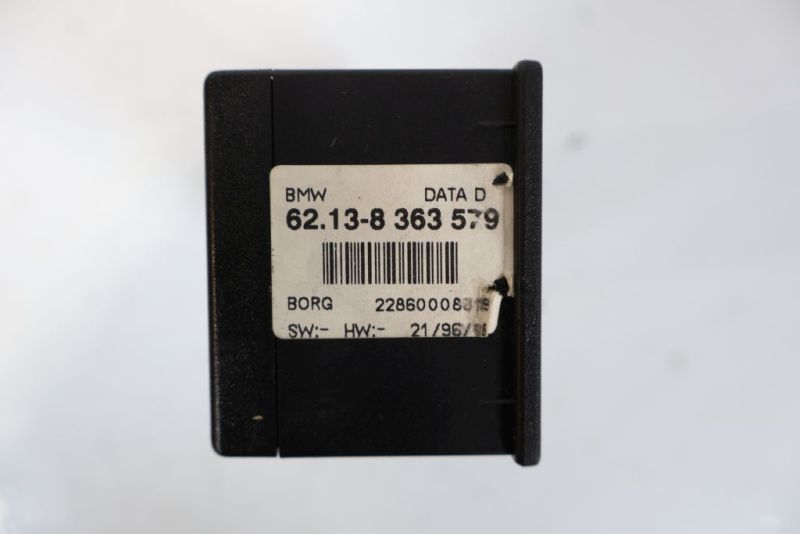 BMW DATA D
62.13-8 363 579
BORG
SW:- HW:-